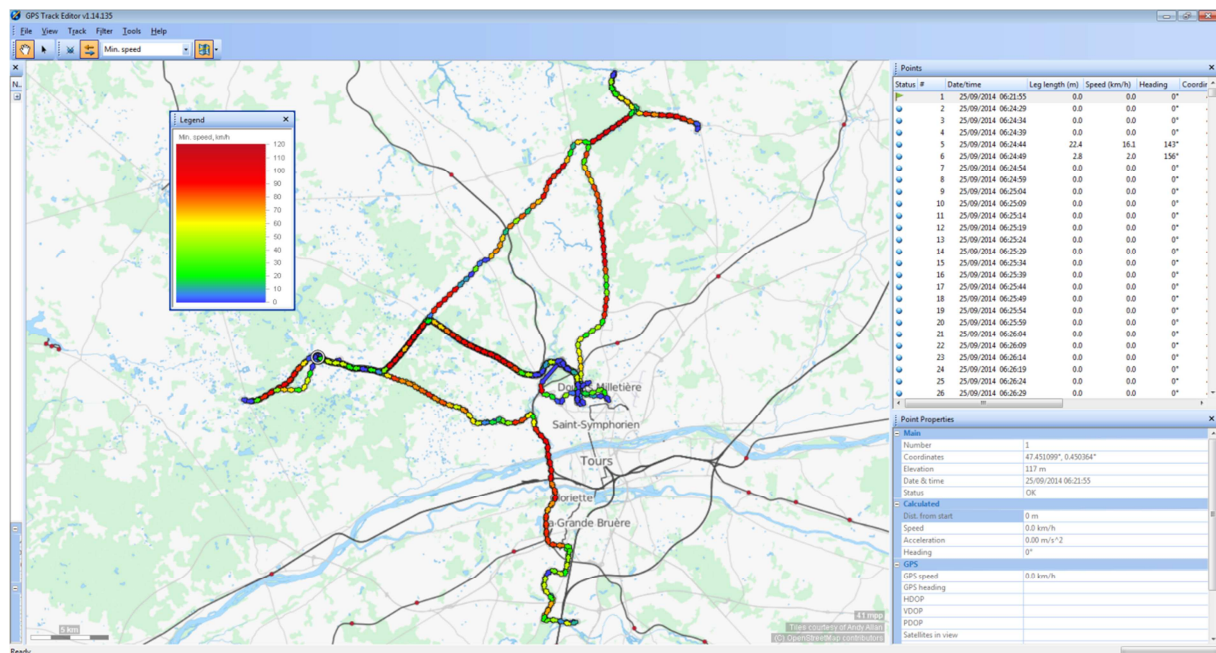 GPS Track Editor v1.14.135
File View Track Filter Tools Help
Min. speed
N..
Legend
Min. speed, km/h
120
110
100
90
80
70
60
50
40
30
20
10
0
Milletière
Saint-Symphorien
Tours
La Grande Bruère
5 km
41 mpp
Tiles courtesy of Andy Allan
(C) OpenStreetMap contributors
Points
Status # Date/time Leg length (m) Speed (km/h) Heading Coordin
1 25/09/2014 06:21:55 0.0 0.0 0°
2 25/09/2014 06:24:29 0.0 0.0 0°
3 25/09/2014 06:24:34 0.0 0.0 0°
4 25/09/2014 06:24:39 0.0 0.0 0°
5 25/09/2014 06:24:44 22.4 16.1 143°
6 25/09/2014 06:24:49 2.8 2.0 156°
7 25/09/2014 06:24:54 0.0 0.0 0°
8 25/09/2014 06:24:59 0.0 0.0 0°
9 25/09/2014 06:25:04 0.0 0.0 0°
10 25/09/2014 06:25:09 0.0 0.0 0°
11 25/09/2014 06:25:14 0.0 0.0 0°
12 25/09/2014 06:25:19 0.0 0.0 0°
13 25/09/2014 06:25:24 0.0 0.0 0°
14 25/09/2014 06:25:29 0.0 0.0 0°
15 25/09/2014 06:25:34 0.0 0.0 0°
16 25/09/2014 06:25:39 0.0 0.0 0°
17 25/09/2014 06:25:44 0.0 0.0 0°
18 25/09/2014 06:25:49 0.0 0.0 0°
19 25/09/2014 06:25:54 0.0 0.0 0°
20 25/09/2014 06:25:59 0.0 0.0 0°
21 25/09/2014 06:26:04 0.0 0.0 0°
22 25/09/2014 06:26:09 0.0 0.0 0°
23 25/09/2014 06:26:14 0.0 0.0 0°
24 25/09/2014 06:26:19 0.0 0.0 0°
25 25/09/2014 06:26:24 0.0 0.0 0°
26 25/09/2014 06:26:29 0.0 0.0 0°
Point Properties
Main
Number 1
Coordinates 47.451099°, 0.450364°
Elevation 117 m
Date & time 25/09/2014 06:21:55
Status OK
Calculated
Dist. from start 0 m
Speed 0.0 km/h
Acceleration 0.00 m/s^2
Heading 0°
GPS
GPS speed 0.0 km/h
GPS heading
HDOP
VDOP
PDOP
Satellites in view
Ready